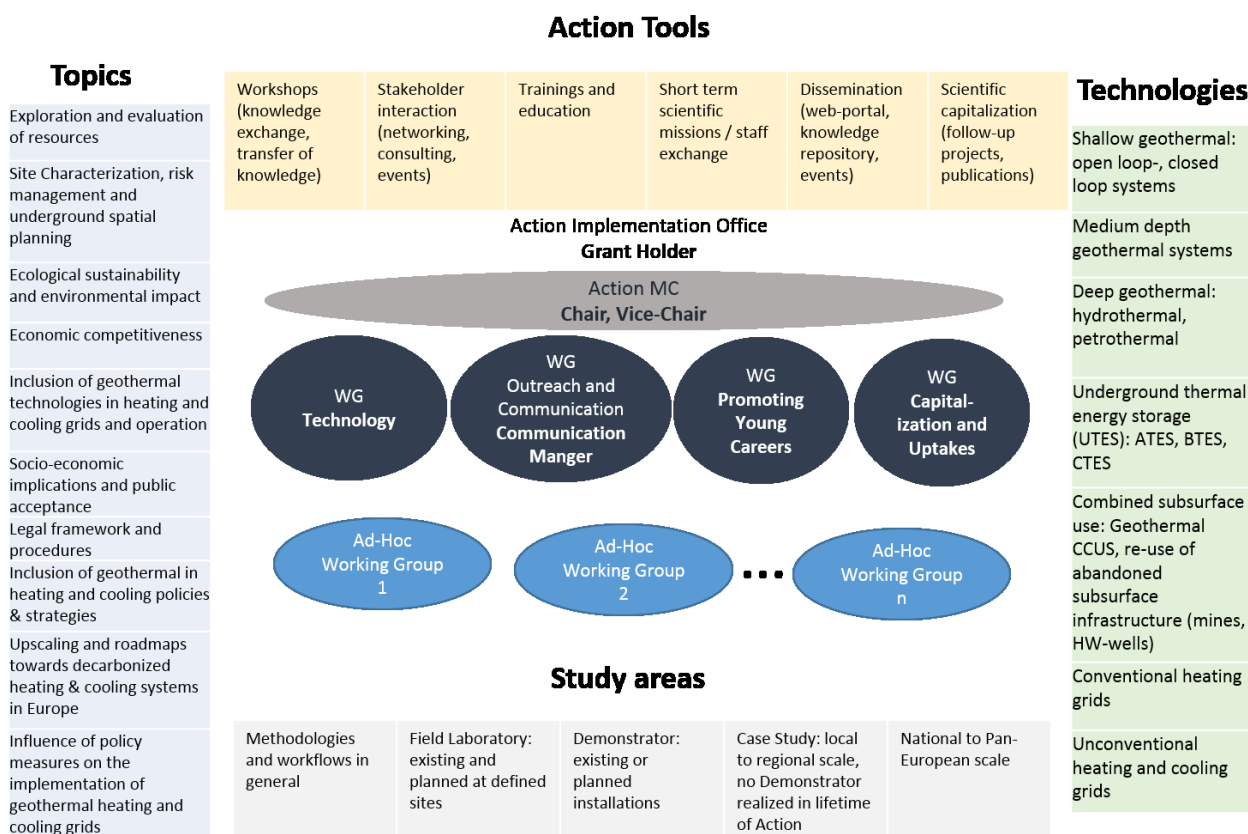 Action Tools
Topics
Exploration and evaluation
of resources
Site Characterization, risk
management and
underground spatial
planning
Ecological sustainability
and environmental impact
Economic competitiveness
Inclusion of geothermal
technologies in heating and
cooling grids and operation
Socio-economic
implications and public
acceptance
Legal framework and
procedures
Inclusion of geothermal in
heating and cooling policies
& strategies
Upscaling and roadmaps
towards decarbonized
heating & cooling systems
in Europe
Influence of policy
measures on the
implementation of
geothermal heating and
cooling grids
Workshops
(knowledge
exchange,
transfer of
knowledge)
Stakeholder
interaction
(networking,
consulting,
events)
Trainings and
education
Short term
scientific
missions / staff
exchange
Dissemination
(web-portal,
knowledge
repository,
events)
Scientific
capitalization
(follow-up
projects,
publications)
Action Implementation Office
Grant Holder
Action MC
Chair, Vice-Chair
WG
Technology
WG
Outreach and
Communication
Communication
Manger
WG
Promoting
Young
Careers
WG
Capital-
ization and
Uptakes
Ad-Hoc
Working Group
1
Ad-Hoc
Working Group
2
...
Ad-Hoc
Working Group
n
Study areas
Methodologies
and workflows in
general
Field Laboratory:
existing and
planned at defined
sites
Demonstrator:
existing or
planned
installations
Case Study: local
to regional scale,
no Demonstrator
realized in lifetime
of Action
National to Pan-
European scale
Technologies
Shallow geothermal:
open loop-, closed
loop systems
Medium depth
geothermal systems
Deep geothermal:
hydrothermal,
petrothermal
Underground thermal
energy storage
(UTES): ATES, BTES,
CTES
Combined subsurface
use: Geothermal
CCUS, re-use of
abandoned
subsurface
infrastructure (mines,
HW-wells)
Conventional heating
grids
Unconventional
heating and cooling
grids